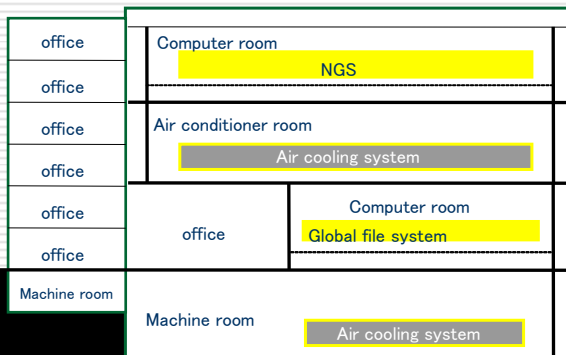 office
office
office
office
office
office
Machine room
Computer room
NGS
Air conditioner room
Air cooling system
office
Computer room
Global file system
Machine room
Air cooling system